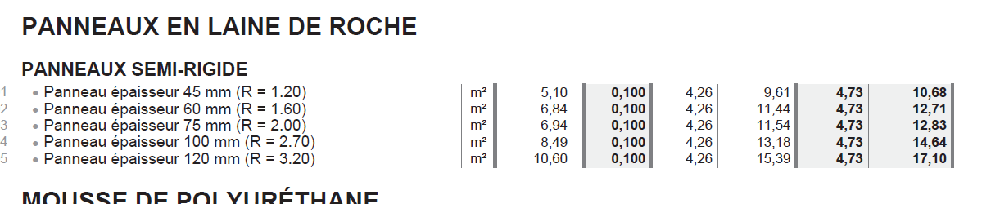 PANNEAUX EN LAINE DE ROCHE
PANNEAUX SEMI-RIGIDE
1 • Panneau épaisseur 45 mm (R = 1.20) m² 5,10 0,100 4,26 9,61 4,73 10,68
2 • Panneau épaisseur 60 mm (R = 1.60) m² 6,84 0,100 4,26 11,44 4,73 12,71
3 • Panneau épaisseur 75 mm (R = 2.00) m² 6,94 0,100 4,26 11,54 4,73 12,83
4 • Panneau épaisseur 100 mm (R = 2.70) m² 8,49 0,100 4,26 13,18 4,73 14,64
5 • Panneau épaisseur 120 mm (R = 3.20) m² 10,60 0,100 4,26 15,39 4,73 17,10
MOUSSE DE POLYURÉTHANE